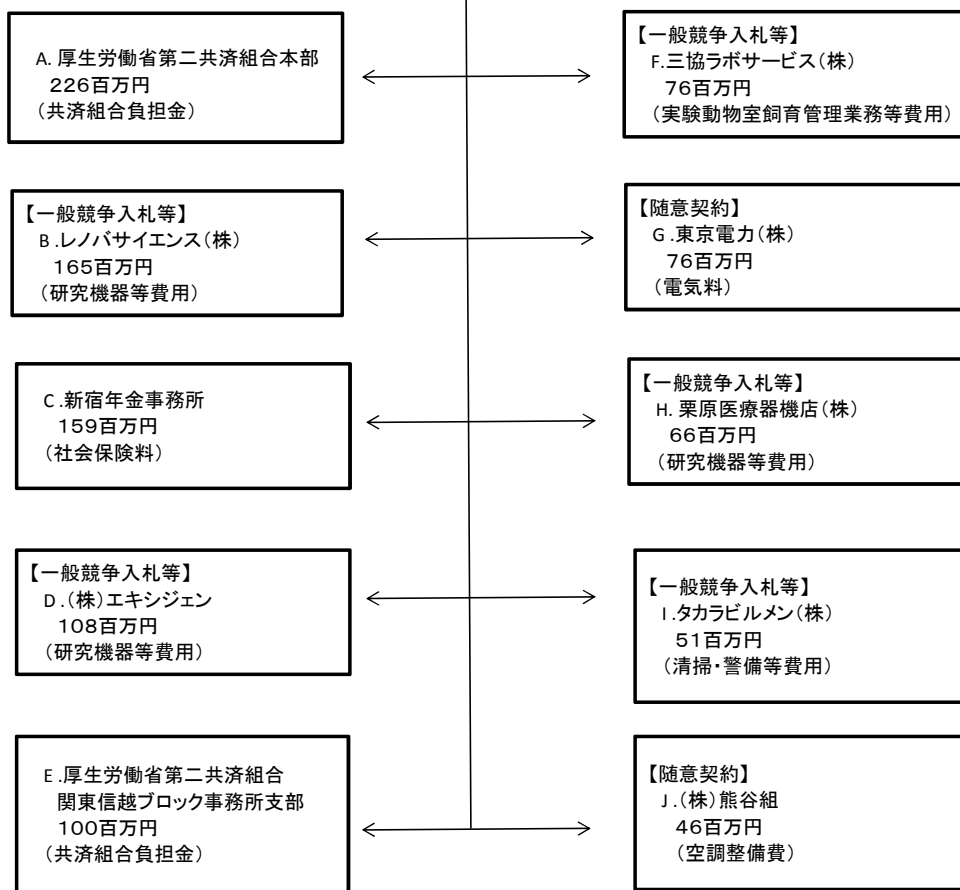 A.厚生労働省第二共済組合本部
226百万円
(共済組合負担金)
【一般競争入札等】
B.レノバサイエンス(株)
165百万円
(研究機器等費用)
C.新宿年金事務所
159百万円
(社会保険料)
【一般競争入札等】
D.(株)エキシジェン
108百万円
(研究機器等費用)
E.厚生労働省第二共済組合
関東信越ブロック事務所支部
100百万円
(共済組合負担金)
【一般競争入札等】
F.三協ラボサービス(株)
76百万円
(実験動物室飼育管理業務等費用)
【随意契約】
G.東京電力(株)
76百万円
(電気料)
【一般競争入札等】
H.栗原医療器機店(株)
66百万円
(研究機器等費用)
【一般競争入札等】
I.タカラビルメン(株)
51百万円
(清掃・警備等費用)
【随意契約】
J.(株)熊谷組
46百万円
(空調整備費)